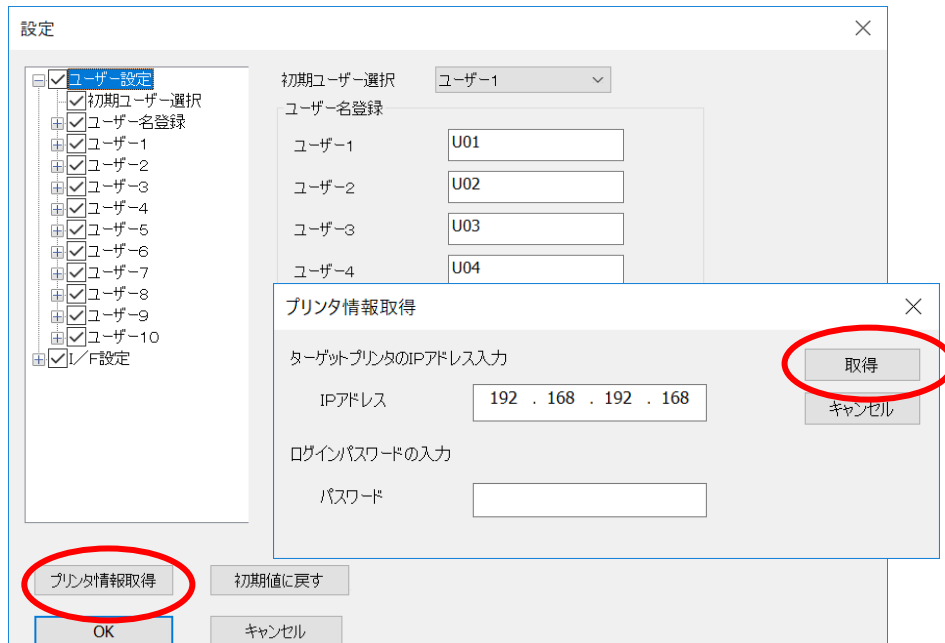 設定
ユーザー設定
初期ユーザー選択
ユーザー名登録
ユーザー1
ユーザー2
ユーザー3
ユーザー4
ユーザー5
ユーザー6
ユーザー7
ユーザー8
ユーザー9
ユーザー10
I/F設定
初期ユーザー選択 ユーザー1
ユーザー名登録
ユーザー1 U01
ユーザー2 U02
ユーザー3 U03
ユーザー4 U04
プリンタ情報取得
ターゲットプリンタのIPアドレス入力
取得
IPアドレス 192 . 168 . 192 . 168
キャンセル
ログインパスワードの入力
パスワード
プリンタ情報取得 初期値に戻す
OK キャンセル